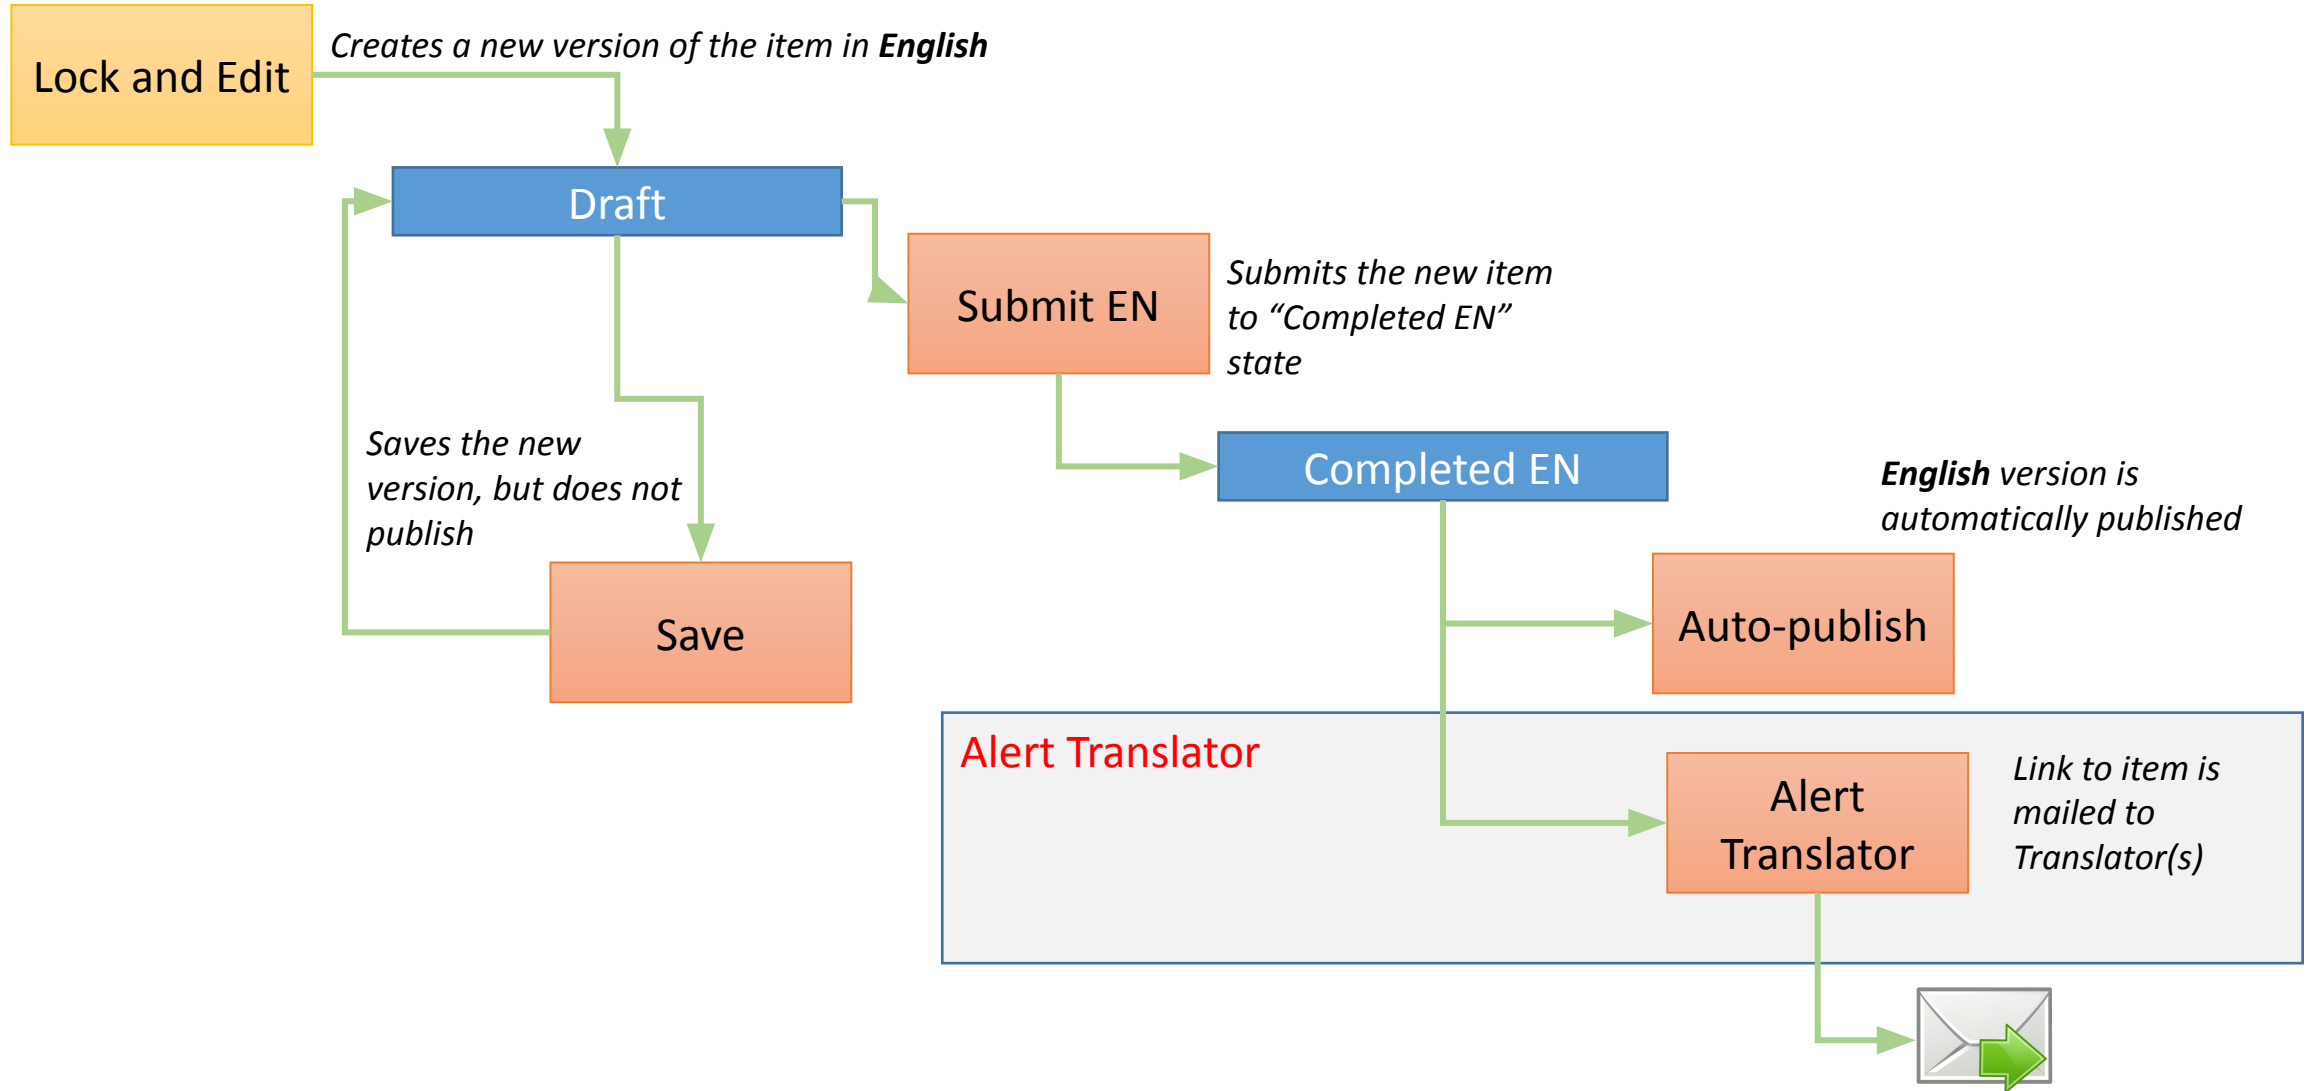 Lock and Edit
Creates a new version of the item in English
Draft
Submit EN
Submits the new item
to “Completed EN”
state
Saves the new
version, but does not
publish
Save
Completed EN
English version is
automatically published
Auto-publish
Alert Translator
Alert
Translator
Link to item is
mailed to
Translator(s)